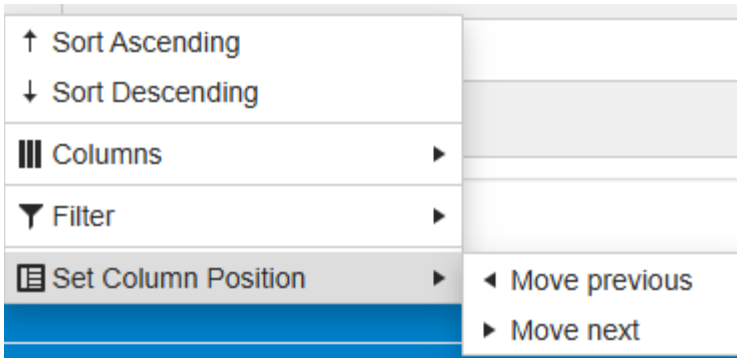 Sort Ascending
Sort Descending
Columns
Filter
Set Column Position
Move previous
Move next